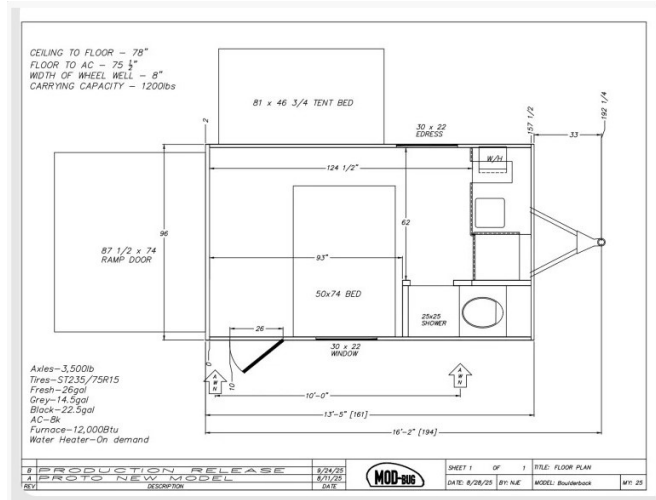 CEILING TO FLOOR - 78"
FLOOR TO AC - 75 1/2"
WIDTH OF WHEEL WELL - 8"
CARRYING CAPACITY - 1200lbs
81 x 46 3/4 TENT BED
30 x 22
EDRESS
2
157 1/2
192 1/4
33
W/H
124 1/2"
96
62
87 1/2 x 74
RAMP DOOR
93"
50x74 BED
25x25
SHOWER
26
30 x 22
WINDOW
0
10
AWN
AWN
10'-0"
13'-5" [161]
16'-2" [194]
Axles-3,500lb
Tires-ST235/75R15
Fresh-26gal
Grey-14.5gal
Black-22.5gal
AC-8k
Furnace-12,000Btu
Water Heater-On demand
B PRODUCTION RELEASE 9/24/25
A PROTO NEW MODEL 8/11/25
REV DESCRIPTION DATE
MOD-BUG
SHEET 1 OF 1 TITLE: FLOOR PLAN
DATE: 8/28/25 BY: NJE MODEL: Boulderback MY: 25